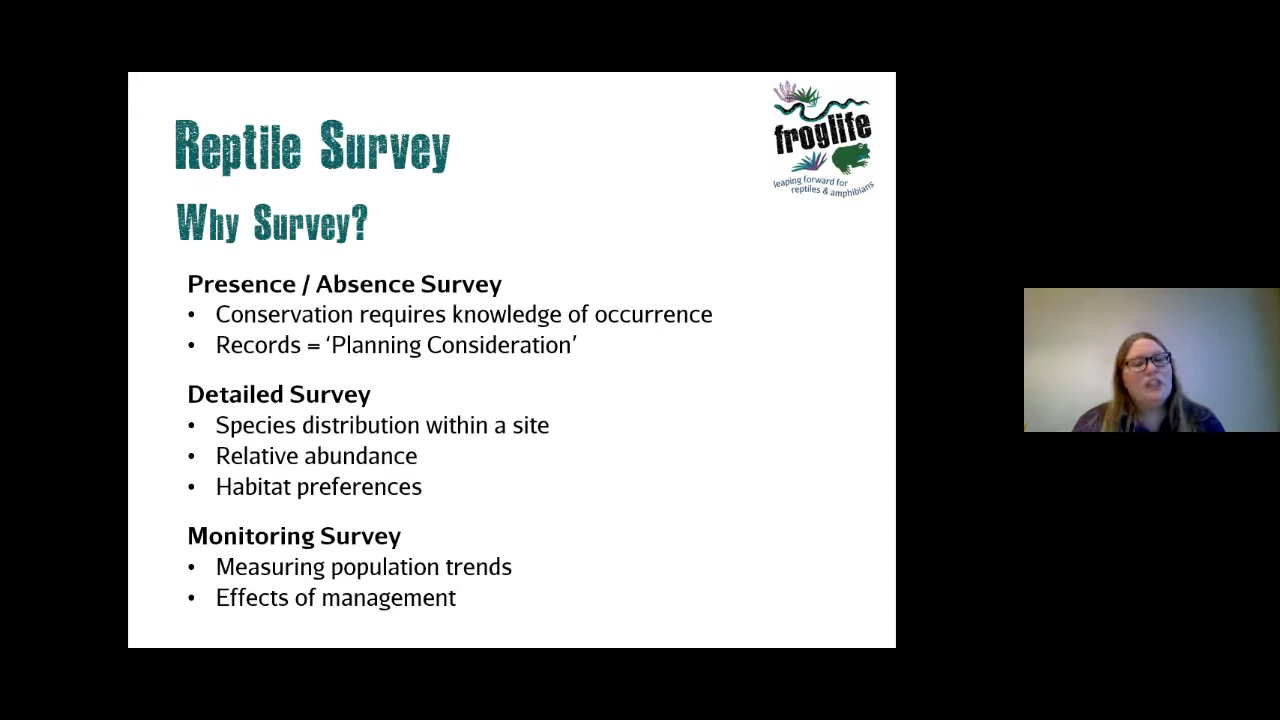 Reptile Survey
froglife
leaping forward for
reptiles & amphibians
Why Survey?
Presence / Absence Survey
• Conservation requires knowledge of occurrence
• Records = ‘Planning Consideration’
Detailed Survey
• Species distribution within a site
• Relative abundance
• Habitat preferences
Monitoring Survey
• Measuring population trends
• Effects of management